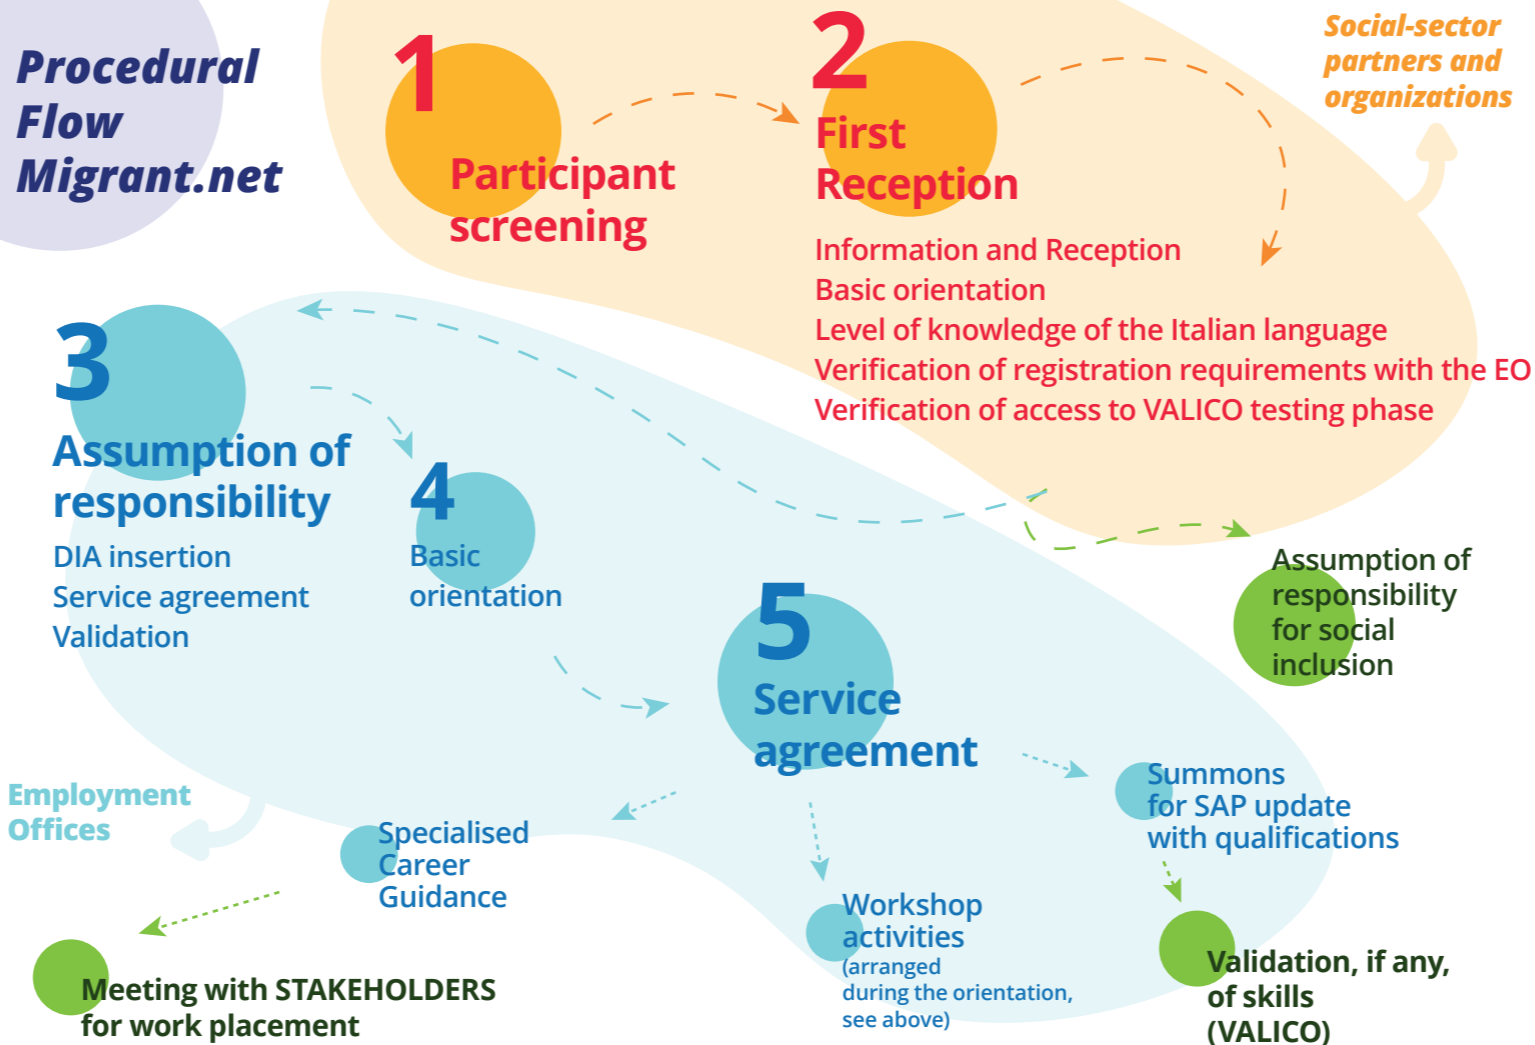 Procedural
Flow
Migrant.net
1
Participant
screening
2
First
Reception
Information and Reception
Basic orientation
Level of knowledge of the Italian language
Verification of registration requirements with the EO
Verification of access to VALICO testing phase
Social-sector
partners and
organizations
3
Assumption of
responsibility
DIA insertion
Service agreement
Validation
4
Basic
orientation
5
Service
agreement
Assumption of
responsibility
for social
inclusion
Employment
Offices
Specialised
Career
Guidance
Meeting with STAKEHOLDERS
for work placement
Workshop
activities
(arranged
during the orientation,
see above)
Summons
for SAP update
with qualifications
Validation, if any,
of skills
(VALICO)